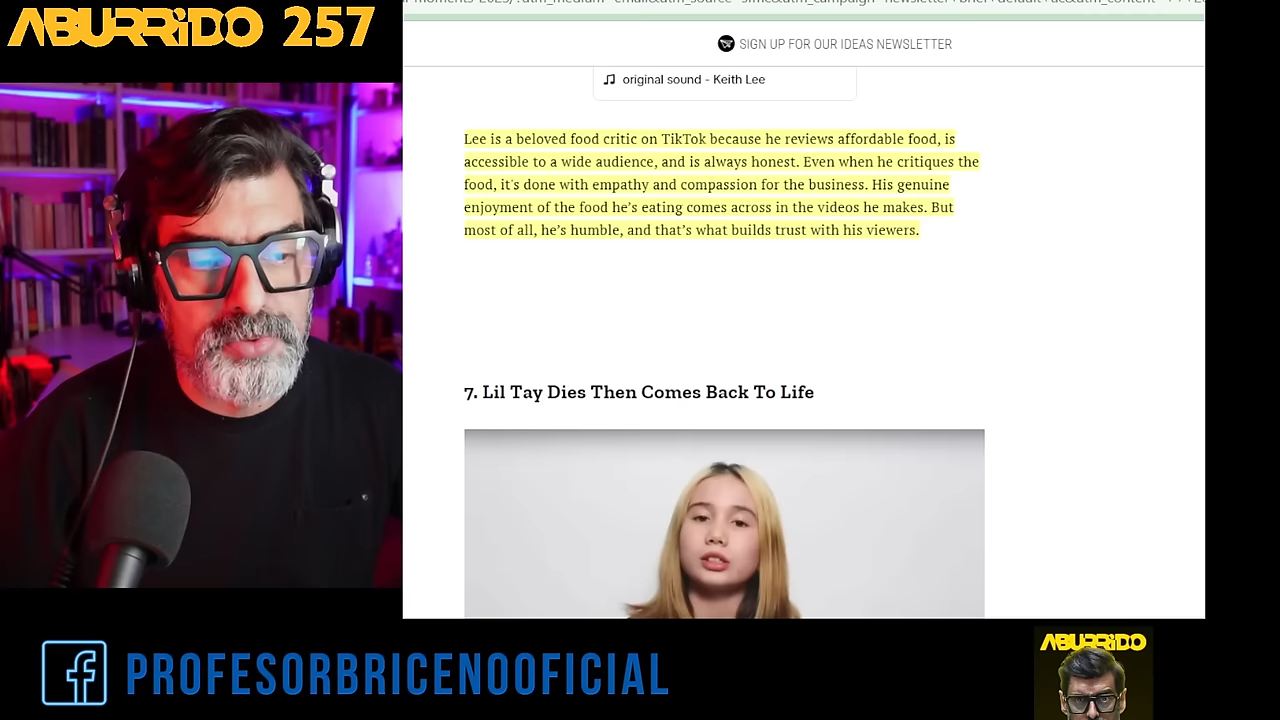 ABURRiDO 257
SIGN UP FOR OUR IDEAS NEWSLETTER
original sound - Keith Lee
Lee is a beloved food critic on TikTok because he reviews affordable food, is
accessible to a wide audience, and is always honest. Even when he critiques the
food, it's done with empathy and compassion for the business. His genuine
enjoyment of the food he's eating comes across in the videos he makes. But
most of all, he's humble, and that's what builds trust with his viewers.
7. Lil Tay Dies Then Comes Back To Life
PROFESORBRICENOOFICIAL
ABURRiDO